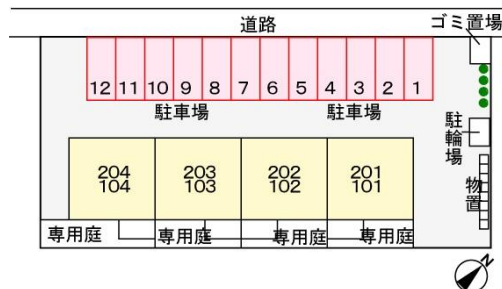 道路
ゴミ置場
12 11 10 9 8 7 6 5 4 3 2 1
駐車場 駐車場
駐輪場
204 203 202 201
104 103 102 101
物置
専用庭 専用庭 専用庭 専用庭
N